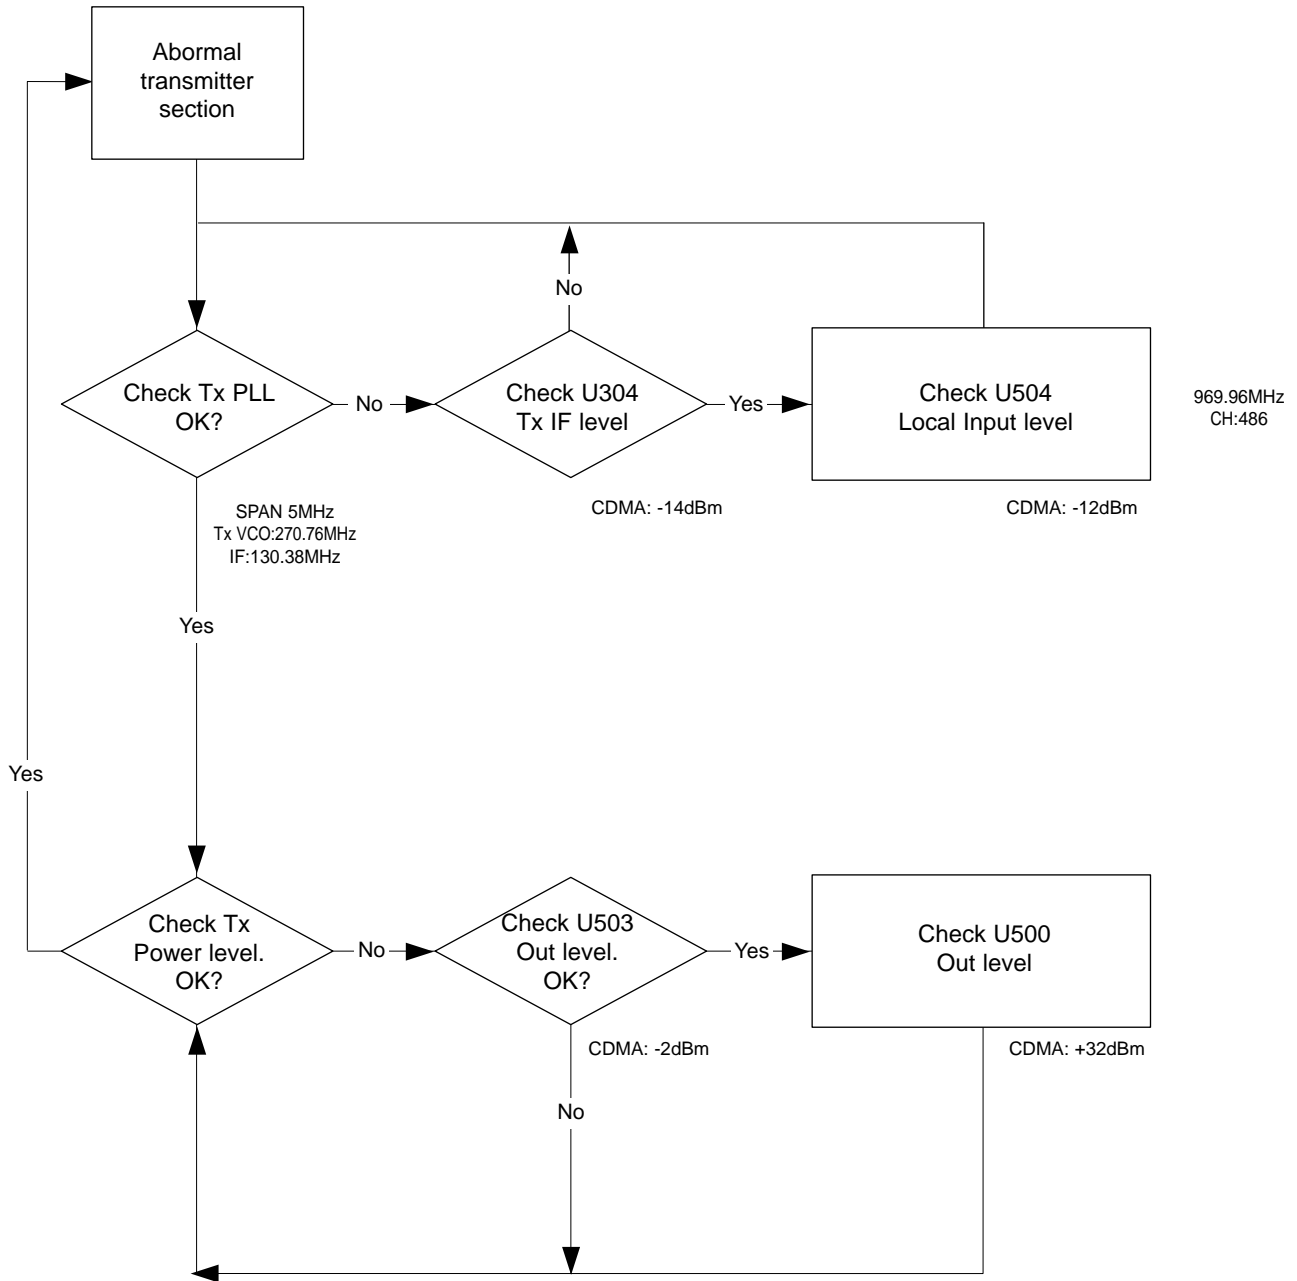 Abormal
transmitter
section
No
Check Tx PLL
OK?
No
Check U304
Tx IF level
Yes
Check U504
Local Input level
969.96MHz
CH:486
SPAN 5MHz
Tx VCO:270.76MHz
IF:130.38MHz
CDMA: -14dBm
CDMA: -12dBm
Yes
Yes
Check Tx
Power level.
OK?
No
Check U503
Out level.
OK?
Yes
Check U500
Out level
CDMA: -2dBm
CDMA: +32dBm
No